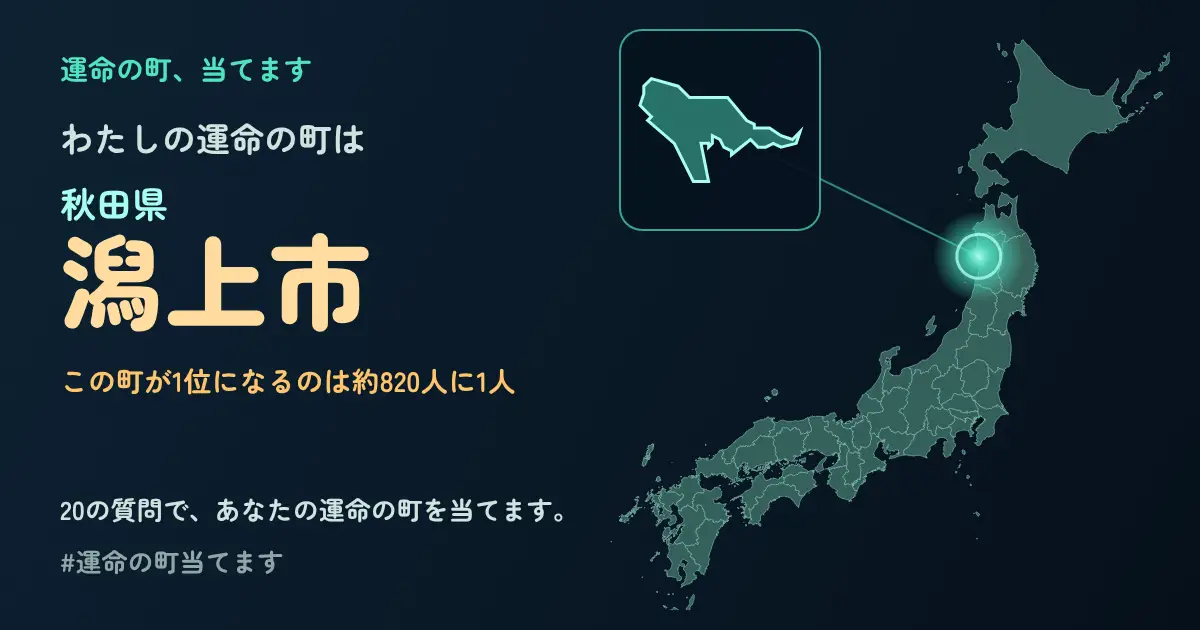 運命の町、当てます
わたしの運命の町は
秋田県
潟上市
この町が1位になるのは約820人に1人
20の質問で、あなたの運命の町を当てます。
#運命の町当てます